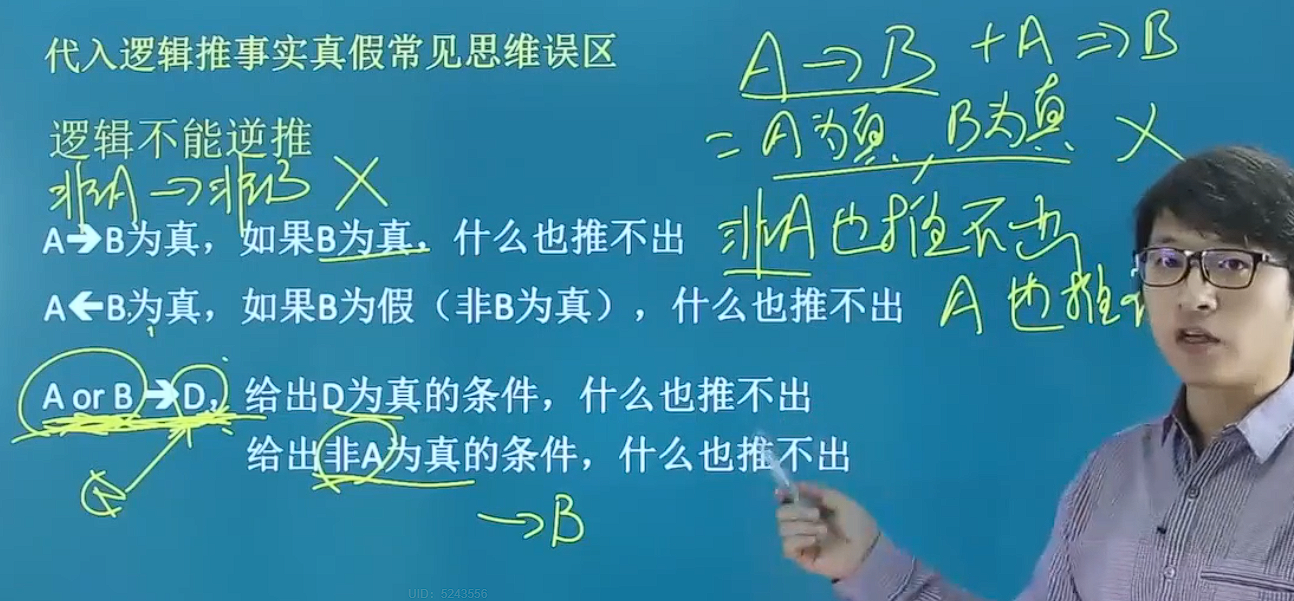 代入逻辑推事实真假常见思维误区
A→B +A⇒B
=A为真,B为真 X
逻辑不能逆推
非A→非B X
A→B为真，如果B为真，什么也推不出
非A也推不出
A←B为真，如果B为假（非B为真），什么也推不出
A也推
A or B→D，给出D为真的条件，什么也推不出
给出非A为真的条件，什么也推不出
→B
UID: 5243556